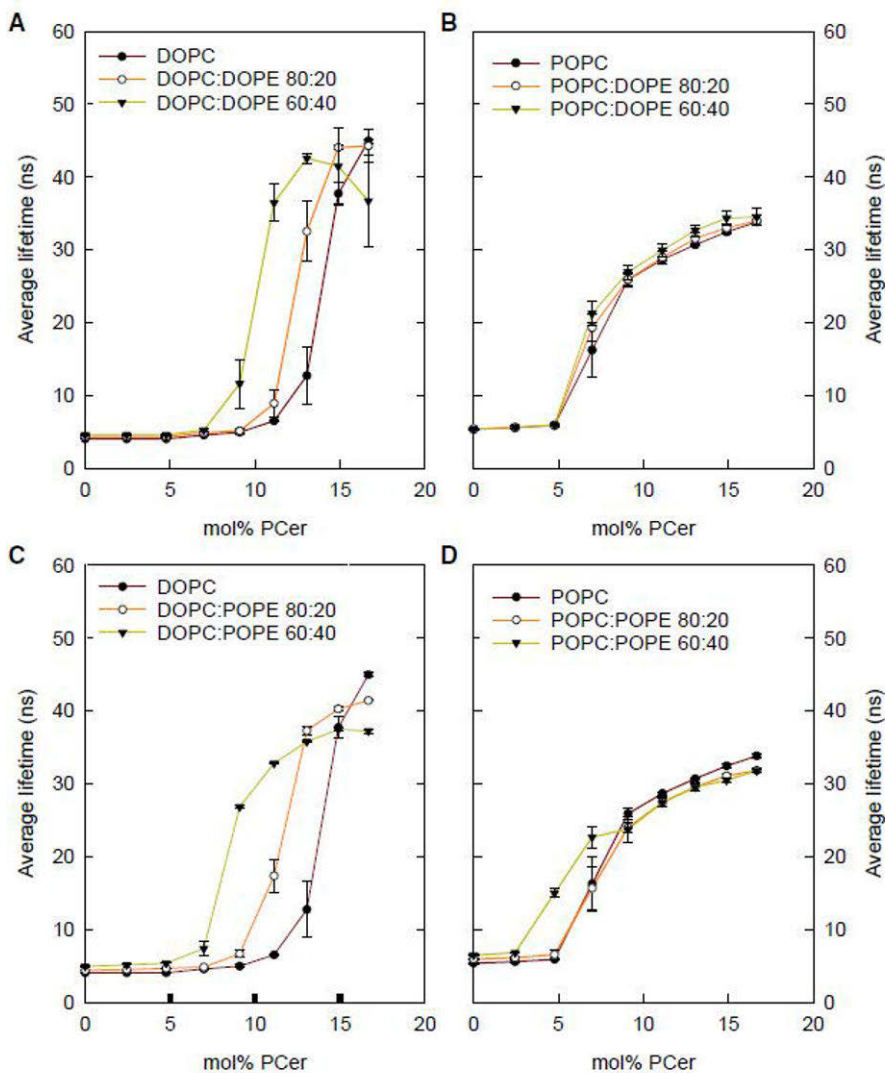 A
60
50
40
30
20
10
0
Average lifetime (ns)
DOPC
DOPC:DOPE 80:20
DOPC:DOPE 60:40
0 5 10 15 20
mol% PCer
B
60
50
40
30
20
10
0
Average lifetime (ns)
POPC
POPC:DOPE 80:20
POPC:DOPE 60:40
0 5 10 15 20
mol% PCer
C
60
50
40
30
20
10
0
Average lifetime (ns)
DOPC
DOPC:POPE 80:20
DOPC:POPE 60:40
0 5 10 15 20
mol% PCer
D
60
50
40
30
20
10
0
Average lifetime (ns)
POPC
POPC:POPE 80:20
POPC:POPE 60:40
0 5 10 15 20
mol% PCer